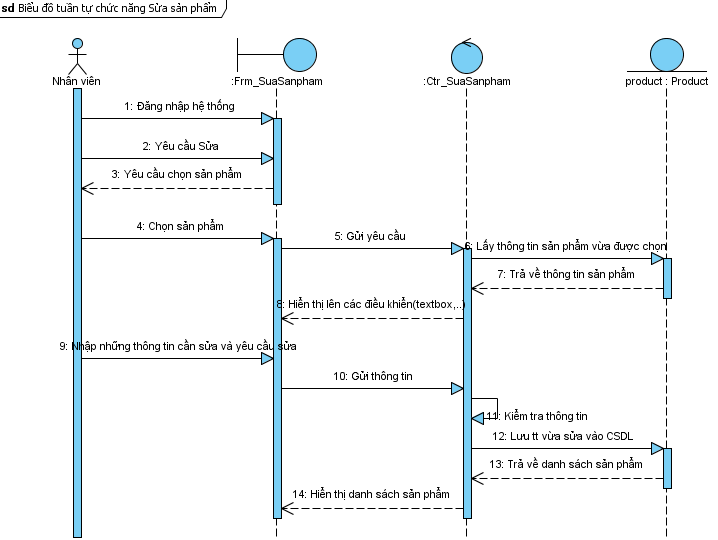 sd Biểu đồ tuần tự chức năng Sửa sản phẩm
Nhân viên
:Frm_SuaSanpham
:Ctr_SuaSanpham
product : Product
1: Đăng nhập hệ thống
2: Yêu cầu Sửa
3: Yêu cầu chọn sản phẩm
4: Chọn sản phẩm
5: Gửi yêu cầu
6: Lấy thông tin sản phẩm vừa được chọn
7: Trả về thông tin sản phẩm
8: Hiển thị lên các điều khiển(textbox,..)
9: Nhập những thông tin cần sửa và yêu cầu sửa
10: Gửi thông tin
11: Kiểm tra thông tin
12: Lưu tt vừa sửa vào CSDL
13: Trả về danh sách sản phẩm
14: Hiển thị danh sách sản phẩm